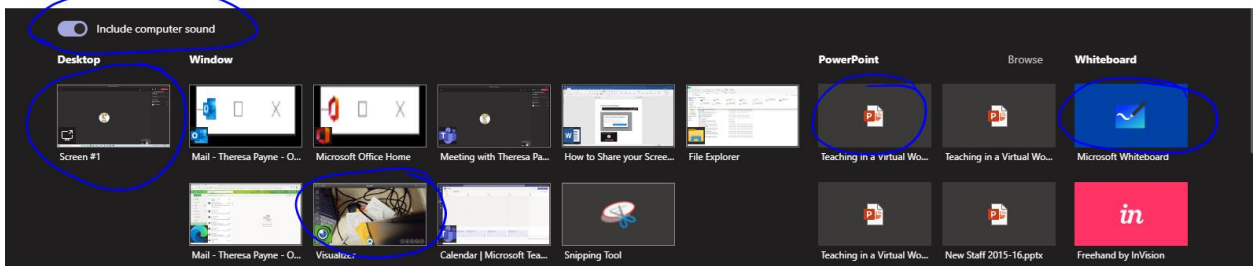 Include computer sound
Desktop Window PowerPoint Browse Whiteboard
Screen #1 Mail - Theresa Payne - O... Microsoft Office Home Meeting with Theresa Pa... How to Share your Scree... File Explorer Teaching in a Virtual Wo... Teaching in a Virtual Wo... Microsoft Whiteboard
in
Mail - Theresa Payne - O... Visualizer Calendar | Microsoft Tea... Snipping Tool Teaching in a Virtual Wo... New Staff 2015-16.pptx Freehand by InVision